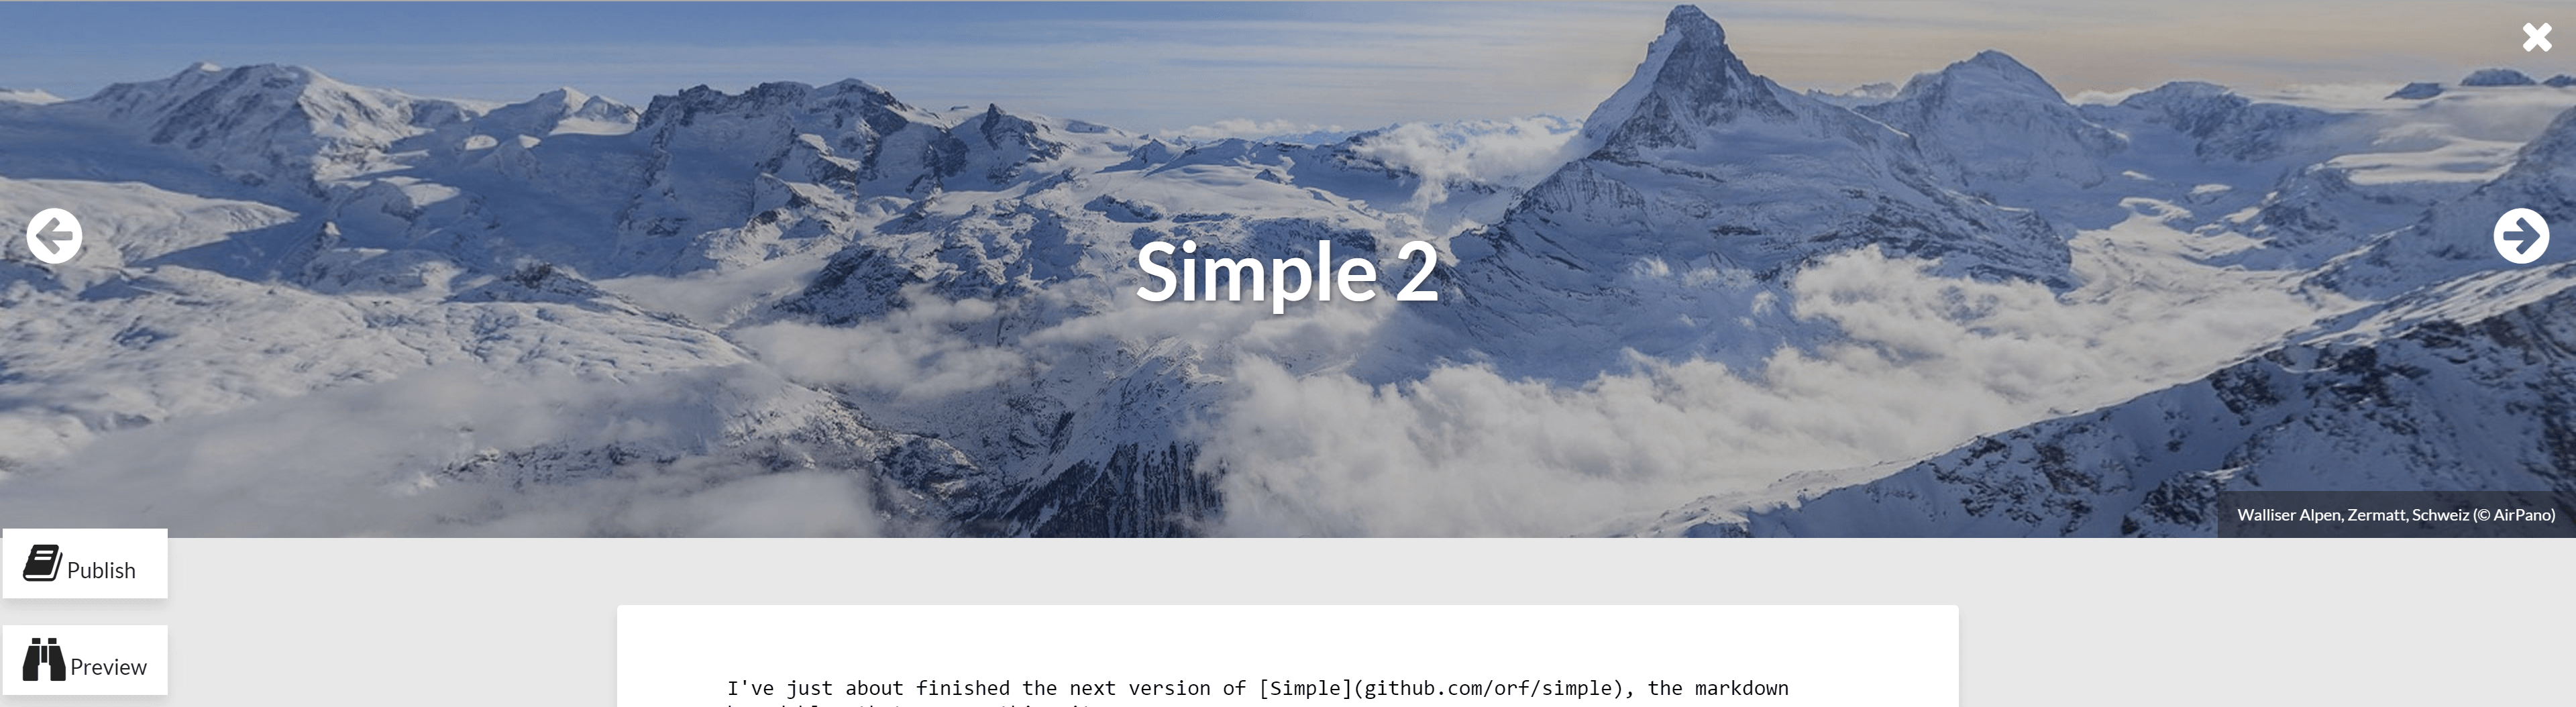 Simple 2
Walliser Alpen, Zermatt, Schweiz (© AirPano)
Publish
Preview
I've just about finished the next version of [Simple](github.com/orf/simple), the markdown